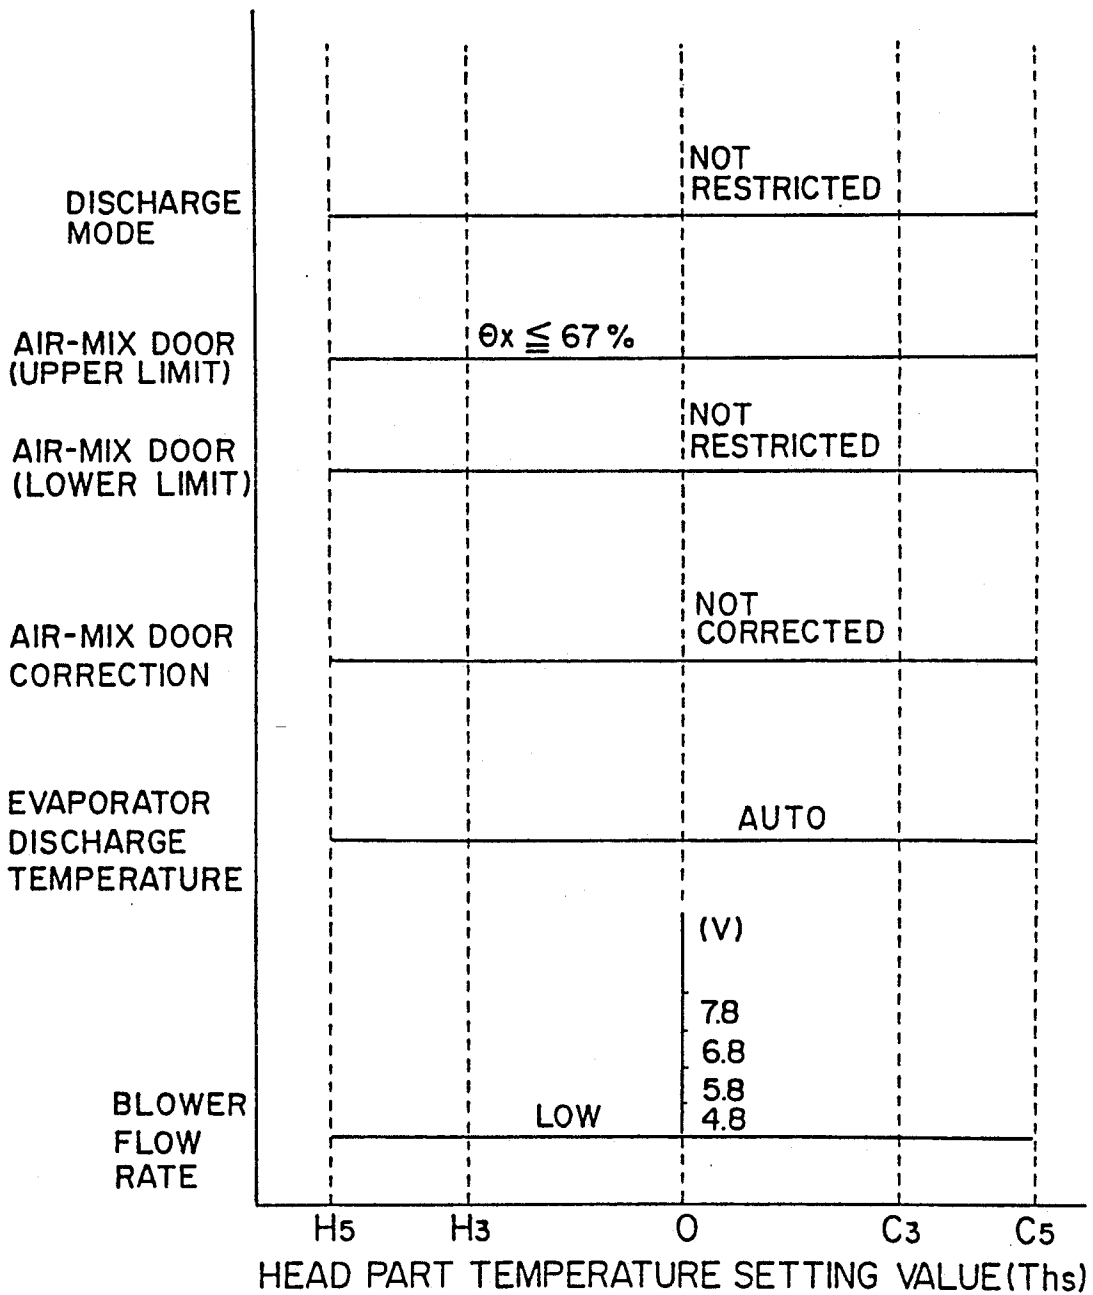 NOT
RESTRICTED
DISCHARGE
MODE
θx ≦ 67%
AIR-MIX DOOR
(UPPER LIMIT)
NOT
RESTRICTED
AIR-MIX DOOR
(LOWER LIMIT)
NOT
CORRECTED
AIR-MIX DOOR
CORRECTION
AUTO
EVAPORATOR
DISCHARGE
TEMPERATURE
(V)
7.8
6.8
5.8
4.8
LOW
BLOWER
FLOW
RATE
H5 H3 0 C3 C5
HEAD PART TEMPERATURE SETTING VALUE(Ths)